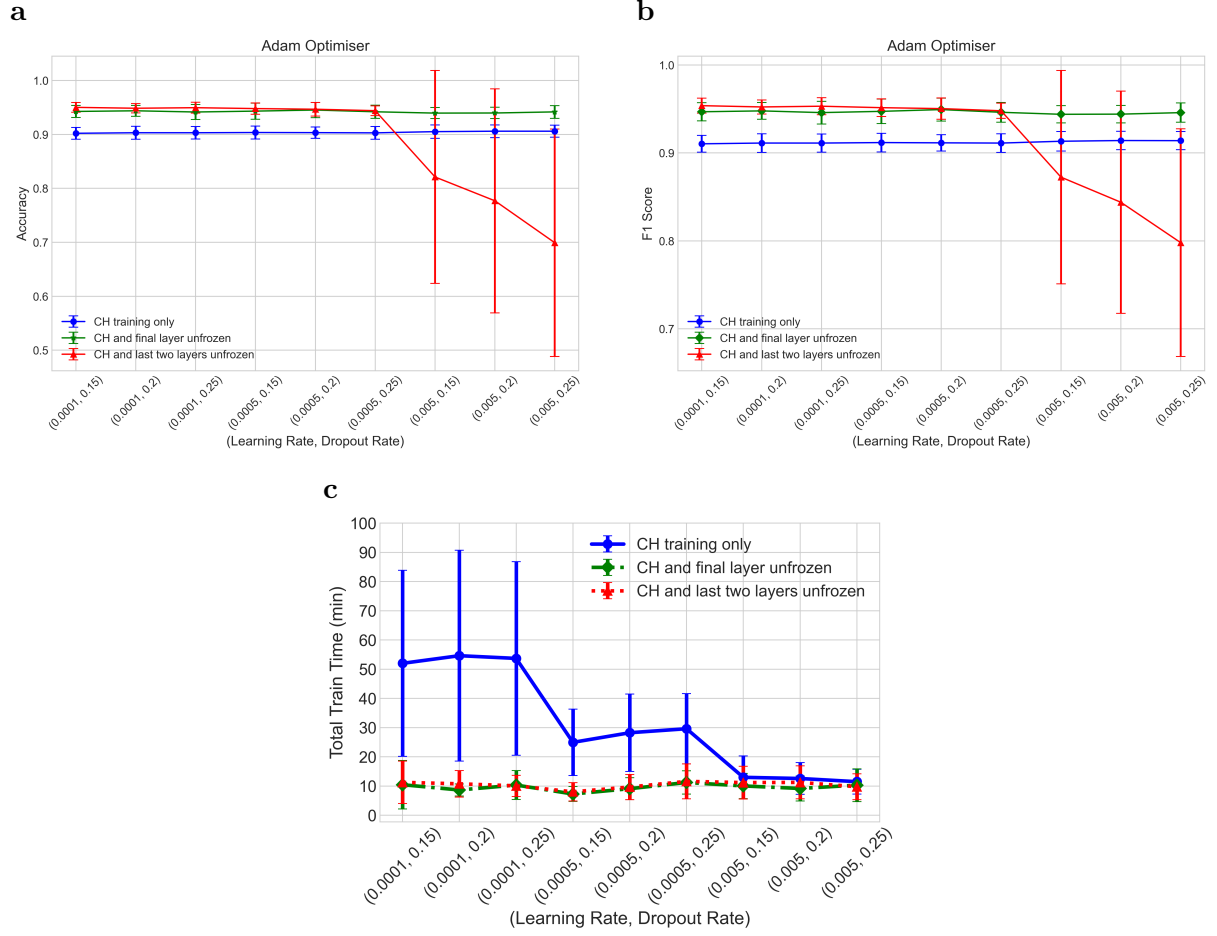 a
Adam Optimiser
Accuracy
1.0
0.9
0.8
0.7
0.6
0.5
CH training only
CH and final layer unfrozen
CH and last two layers unfrozen
(0.0001, 0.15)
(0.0001, 0.2)
(0.0001, 0.25)
(0.0005, 0.15)
(0.0005, 0.2)
(0.0005, 0.25)
(0.005, 0.15)
(0.005, 0.2)
(0.005, 0.25)
(Learning Rate, Dropout Rate)
b
Adam Optimiser
F1 Score
1.0
0.9
0.8
0.7
CH training only
CH and final layer unfrozen
CH and last two layers unfrozen
(0.0001, 0.15)
(0.0001, 0.2)
(0.0001, 0.25)
(0.0005, 0.15)
(0.0005, 0.2)
(0.0005, 0.25)
(0.005, 0.15)
(0.005, 0.2)
(0.005, 0.25)
(Learning Rate, Dropout Rate)
c
Total Train Time (min)
100
90
80
70
60
50
40
30
20
10
0
CH training only
CH and final layer unfrozen
CH and last two layers unfrozen
(0.0001, 0.15)
(0.0001, 0.2)
(0.0001, 0.25)
(0.0005, 0.15)
(0.0005, 0.2)
(0.0005, 0.25)
(0.005, 0.15)
(0.005, 0.2)
(0.005, 0.25)
(Learning Rate, Dropout Rate)